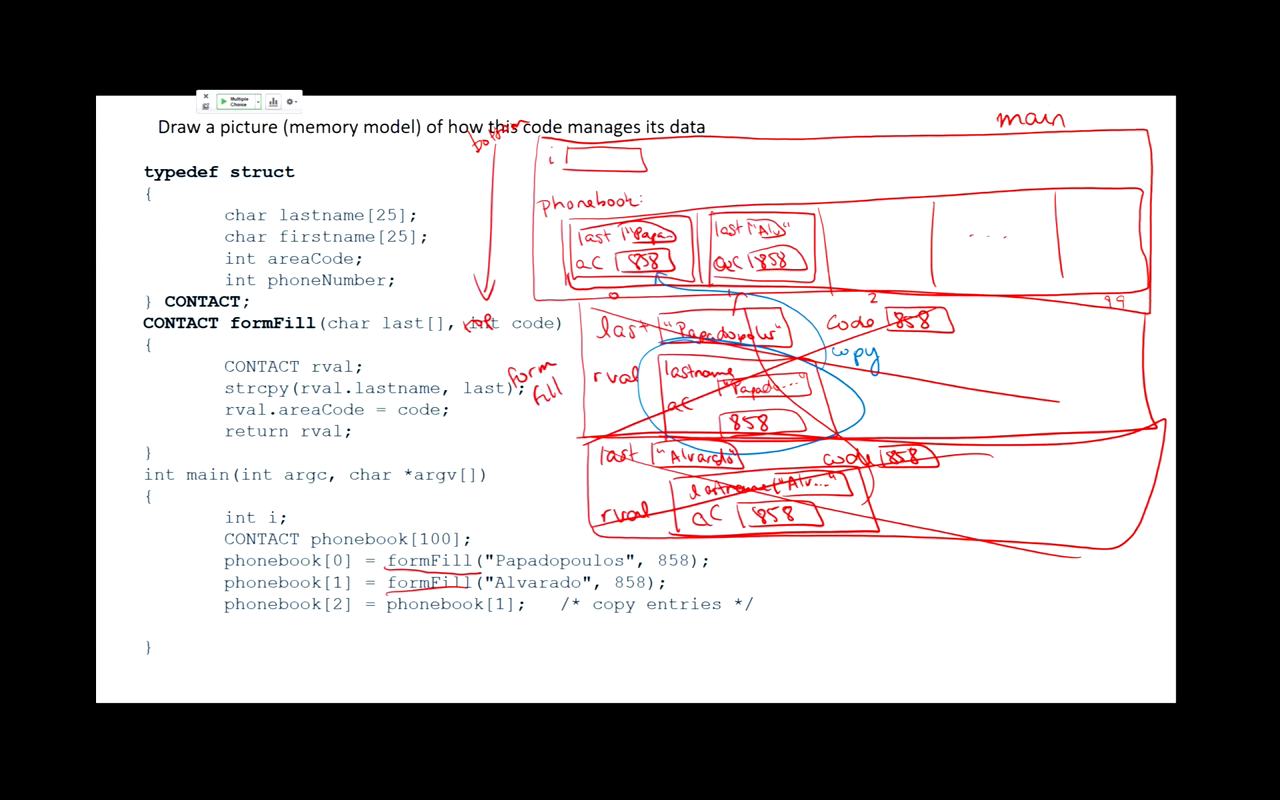 Multiple
Choice
Draw a picture (memory model) of how this code manages its data
typedef struct
{
char lastname[25];
char firstname[25];
int areaCode;
int phoneNumber;
} CONTACT;
CONTACT formFill(char last[], int code)
{
CONTACT rval;
strcpy(rval.lastname, last);
rval.areaCode = code;
return rval;
}
int main(int argc, char *argv[])
{
int i;
CONTACT phonebook[100];
phonebook[0] = formFill("Papadopoulos", 858);
phonebook[1] = formFill("Alvarado", 858);
phonebook[2] = phonebook[1]; /* copy entries */
}
bottom
top
main
i
phonebook:
last "Papa
aC 858
last "Alv"
aC 858
....
0 1 2 99
form
fill
last "Papadopolus" code 858
copy
rval lastname "Papado..."
aC 858
last "Alvarado" code 858
rval lastname "Alv..."
aC 858